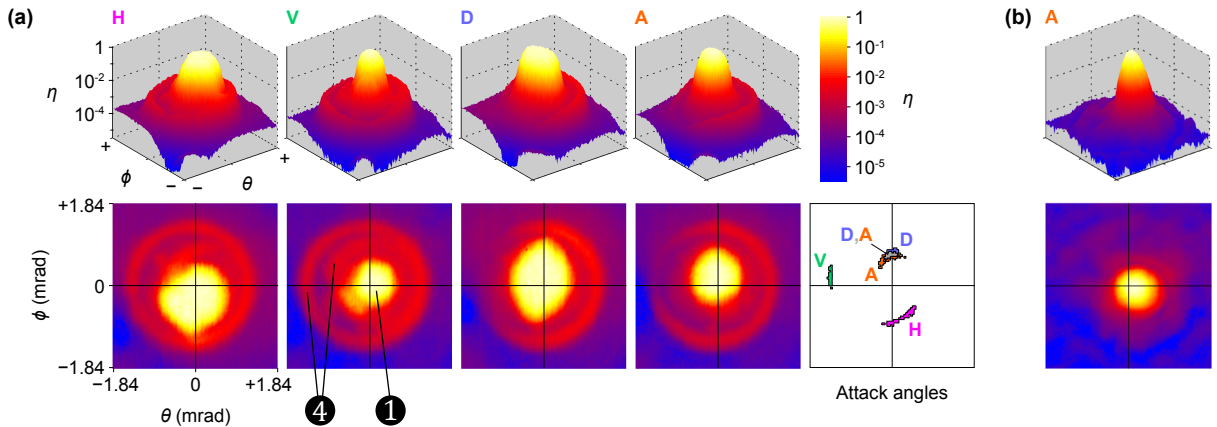 (a) H V D A (b) A
1
10⁻²
10⁻⁴
η
+
ϕ
−
−
θ
+
1
10⁻¹
10⁻²
10⁻³
10⁻⁴
10⁻⁵
η
+1.84
0
−1.84
ϕ (mrad)
−1.84 0 +1.84
θ (mrad)
4 1
D,A D
V
A
H
Attack angles